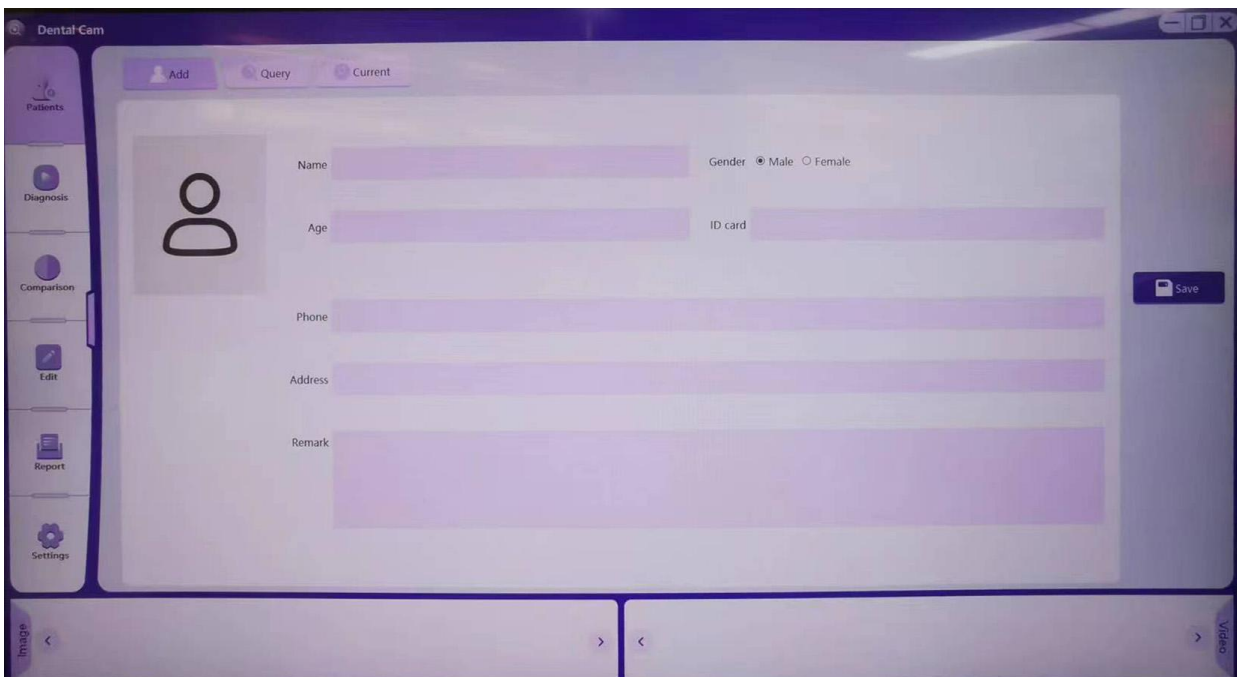 Dental Cam
Patients
Diagnosis
Comparison
Edit
Report
Settings
Add
Query
Current
Name
Gender Male Female
Age
ID card
Phone
Address
Remark
Save
Image
Video